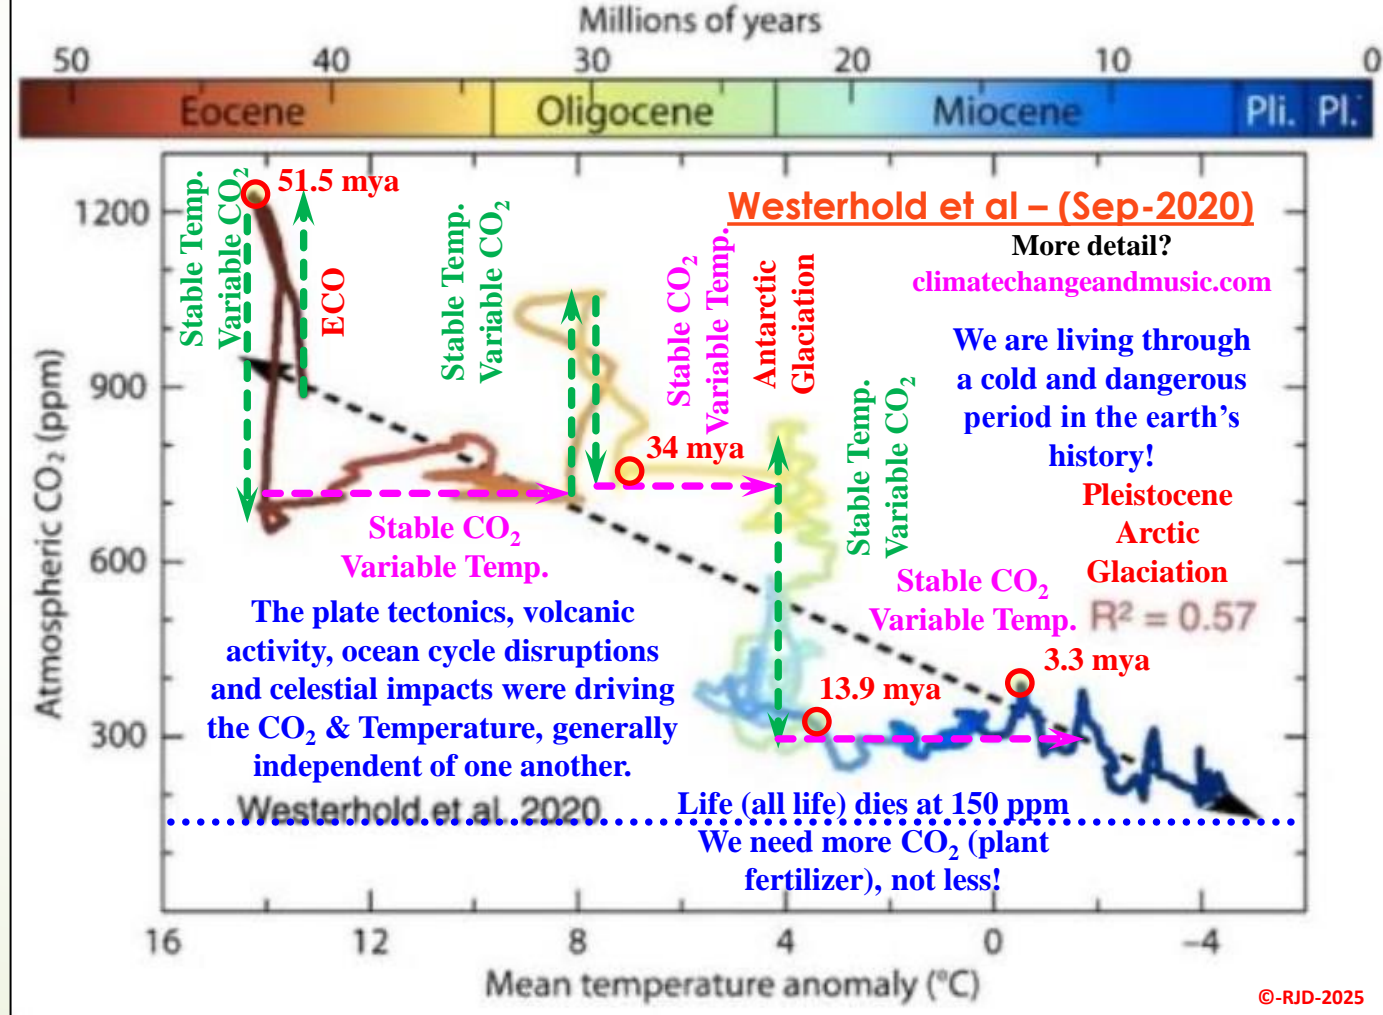 Millions of years
50 40 30 20 10 0
Eocene Oligocene Miocene Pli. Pl.
Stable Temp.
Variable CO₂
51.5 mya
ECO
Stable Temp.
Variable CO₂
Stable CO₂
Variable Temp.
Antarctic
Glaciation
34 mya
Westerhold et al – (Sep-2020)
More detail?
climatechangeandmusic.com
We are living through
a cold and dangerous
period in the earth's
history!
Pleistocene
Arctic
Glaciation
Stable Temp.
Variable CO₂
Stable CO₂
Variable Temp.
Stable CO₂
Variable Temp.
R² = 0.57
3.3 mya
13.9 mya
The plate tectonics, volcanic
activity, ocean cycle disruptions
and celestial impacts were driving
the CO₂ & Temperature, generally
independent of one another.
Westerhold et al. 2020
Life (all life) dies at 150 ppm
We need more CO₂ (plant
fertilizer), not less!
Atmospheric CO₂ (ppm)
1200
900
600
300
16 12 8 4 0 −4
Mean temperature anomaly (°C)
©-RJD-2025